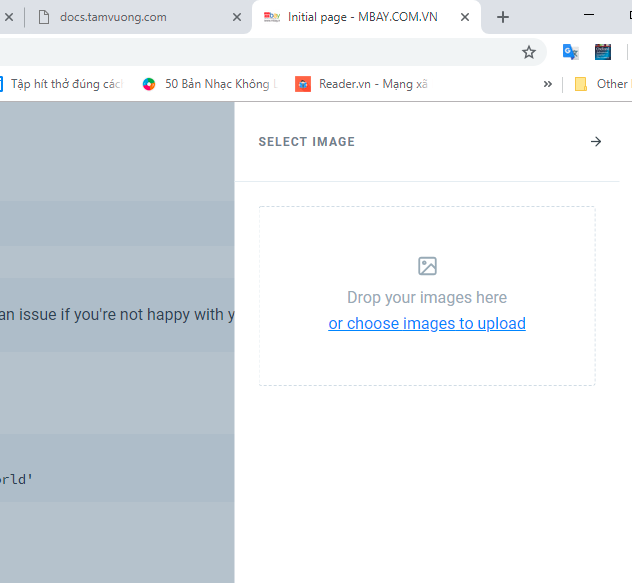 docs.tamvuong.com
Initial page - MBAY.COM.VN
Tập hít thở đúng các
50 Bản Nhạc Không
Reader.vn - Mạng xã
»
Other
SELECT IMAGE
Drop your images here
or choose images to upload
an issue if you're not happy with y
orld'